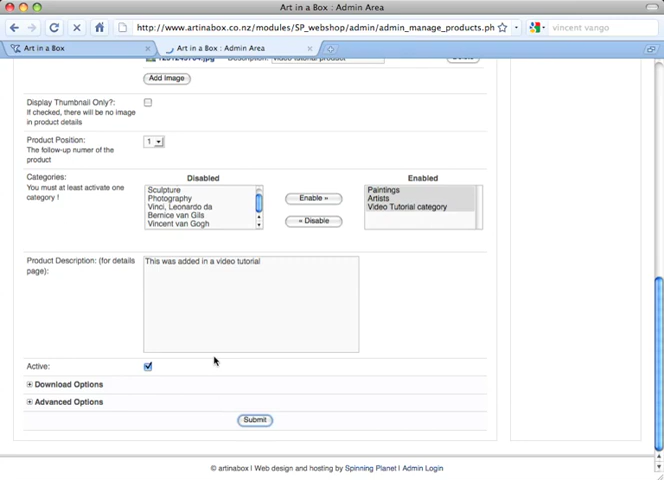 Art in a Box : Admin Area
http://www.artinabox.co.nz/modules/SP_webshop/admin/admin_manage_products.ph
vincent vango
Art in a Box
Art in a Box : Admin Area
Description:
Add image
Display Thumbnail Only?:
If checked, there will be no image
in product details
Product Position:
1
The follow-up numer of the
product
Categories:
Disabled
Enabled
You must at least activate one
category !
Sculpture
Photography
Vinci, Leonardo da
Bernice van Gils
Vincent van Gogh
Enable »
« Disable
Paintings
Artists
Video Tutorial category
Product Description: (for details
page):
This was added in a video tutorial
Active:
Download Options
Advanced Options
Submit
© artinabox I Web design and hosting by Spinning Planet I Admin Login